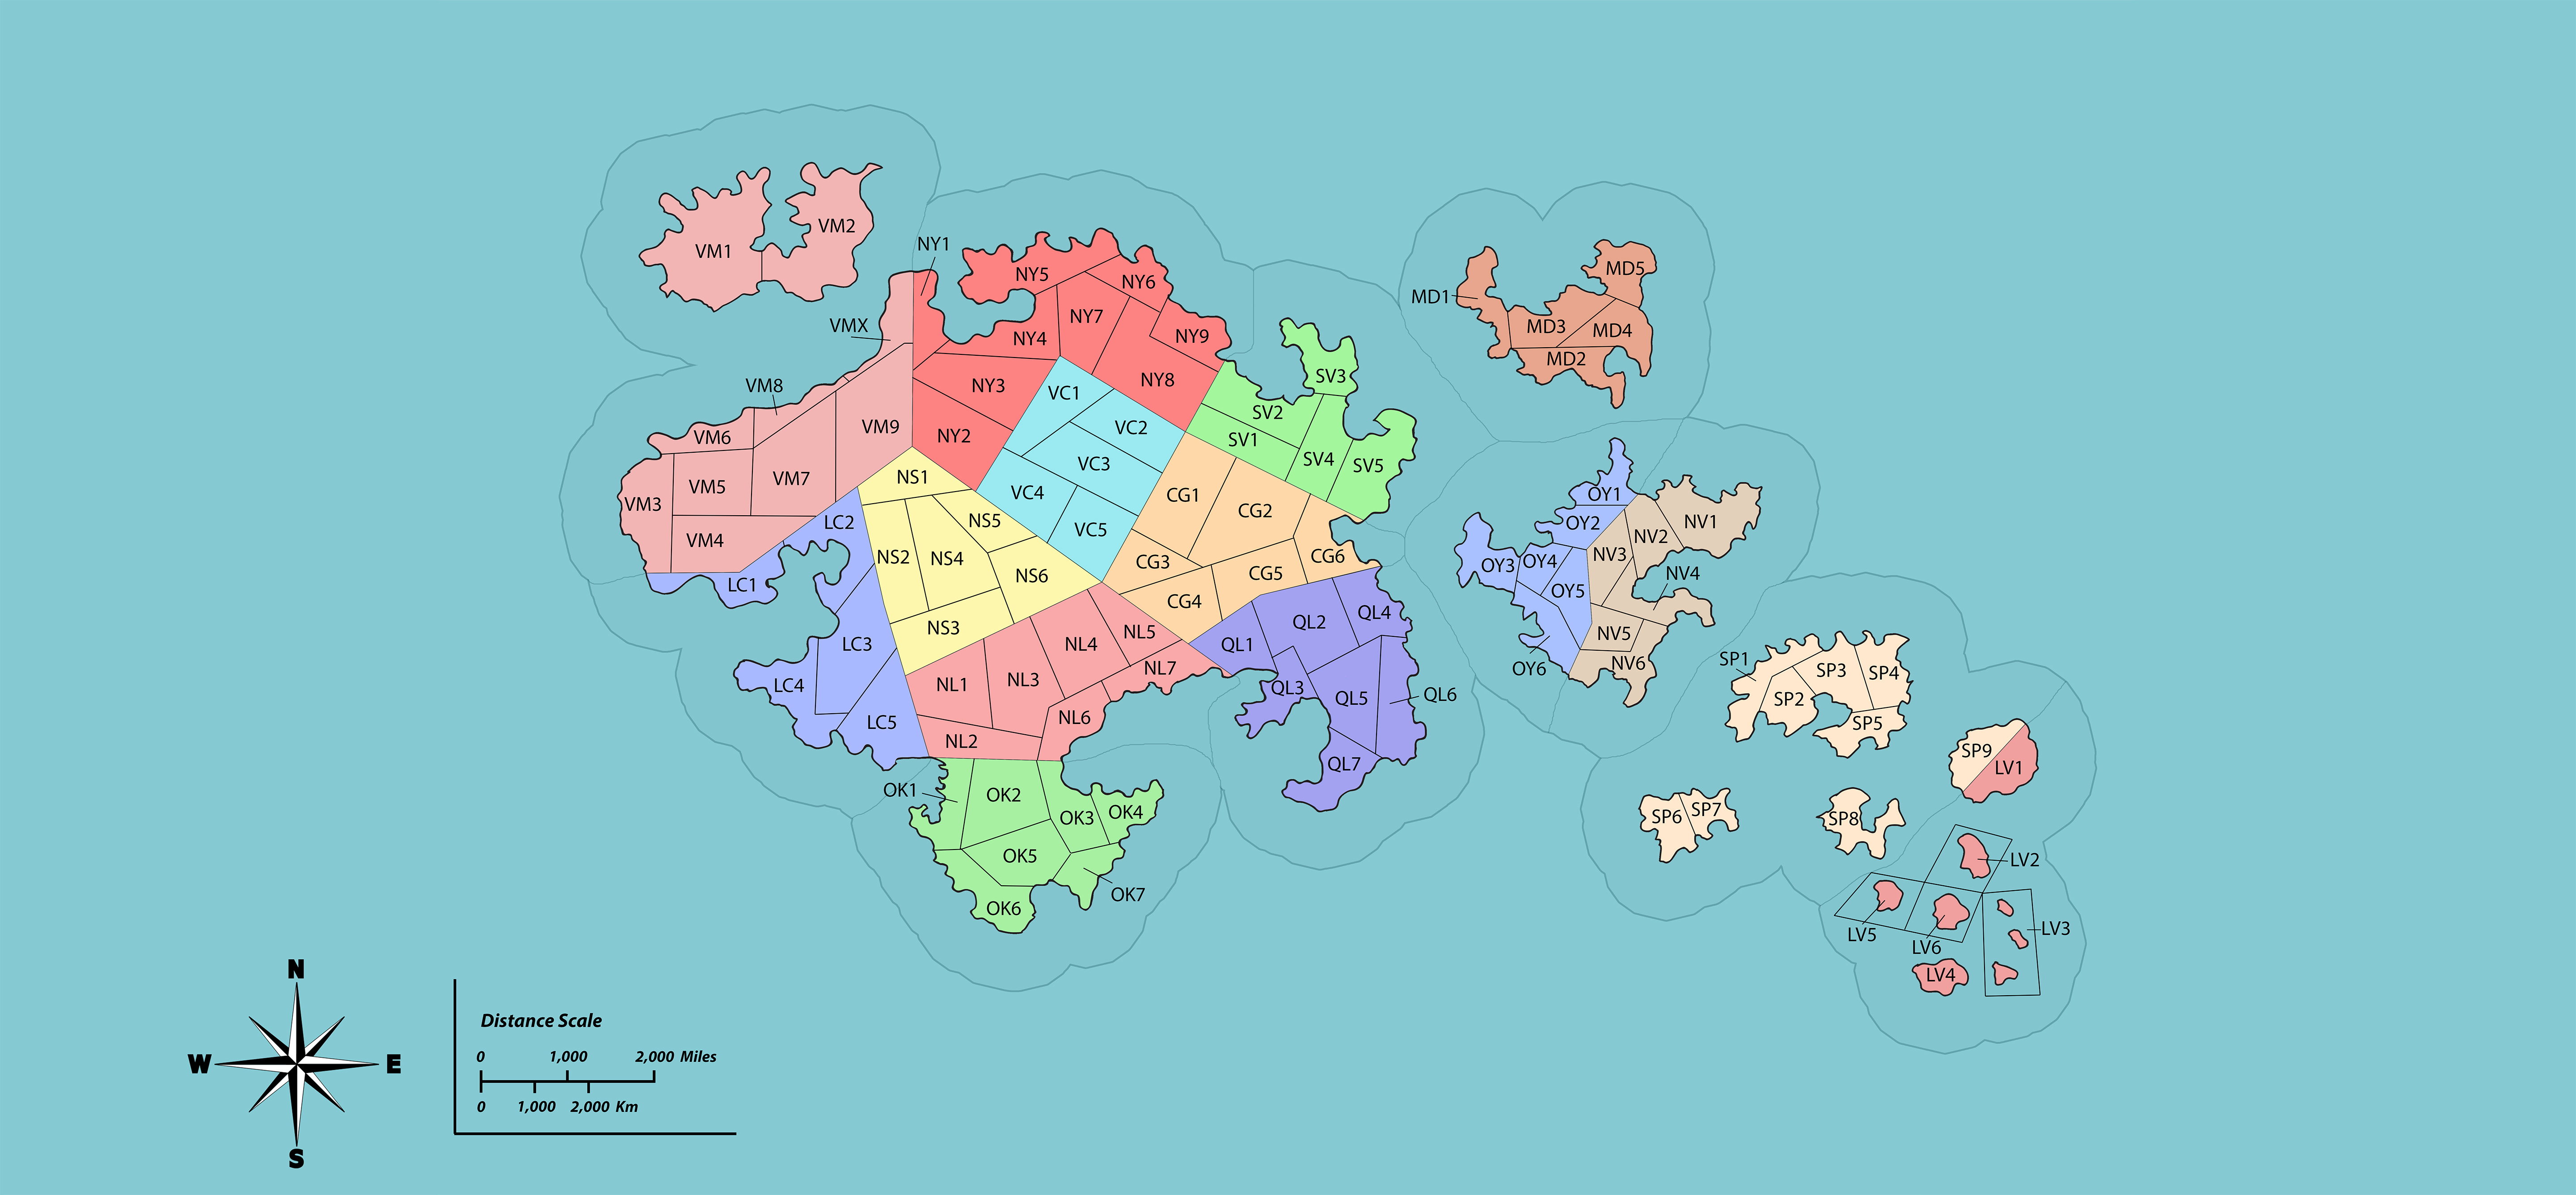 VM1
VM2
NY1
VMX
VM8
VM6
VM9
VM3
VM5
VM7
VM4
NY5
NY6
NY7
NY4
NY9
NY3
NY8
NY2
VC1
VC2
VC3
VC4
VC5
SV3
SV2
SV1
SV4
SV5
MD5
MD1
MD3
MD4
MD2
NS1
NS5
NS2
NS4
NS6
NS3
CG1
CG2
CG3
CG6
CG5
CG4
LC2
LC1
LC3
LC4
LC5
NL5
NL4
NL7
NL1
NL3
NL6
NL2
QL4
QL2
QL1
QL3
QL5
QL6
QL7
OK1
OK2
OK3
OK4
OK5
OK7
OK6
OY1
OY2
OY3
OY4
OY5
OY6
NV1
NV2
NV3
NV4
NV5
NV6
SP1
SP3
SP4
SP2
SP5
SP9
LV1
SP6
SP7
SP8
LV2
LV5
LV6
LV3
LV4
N
W
E
S
Distance Scale
0 1,000 2,000 Miles
0 1,000 2,000 Km